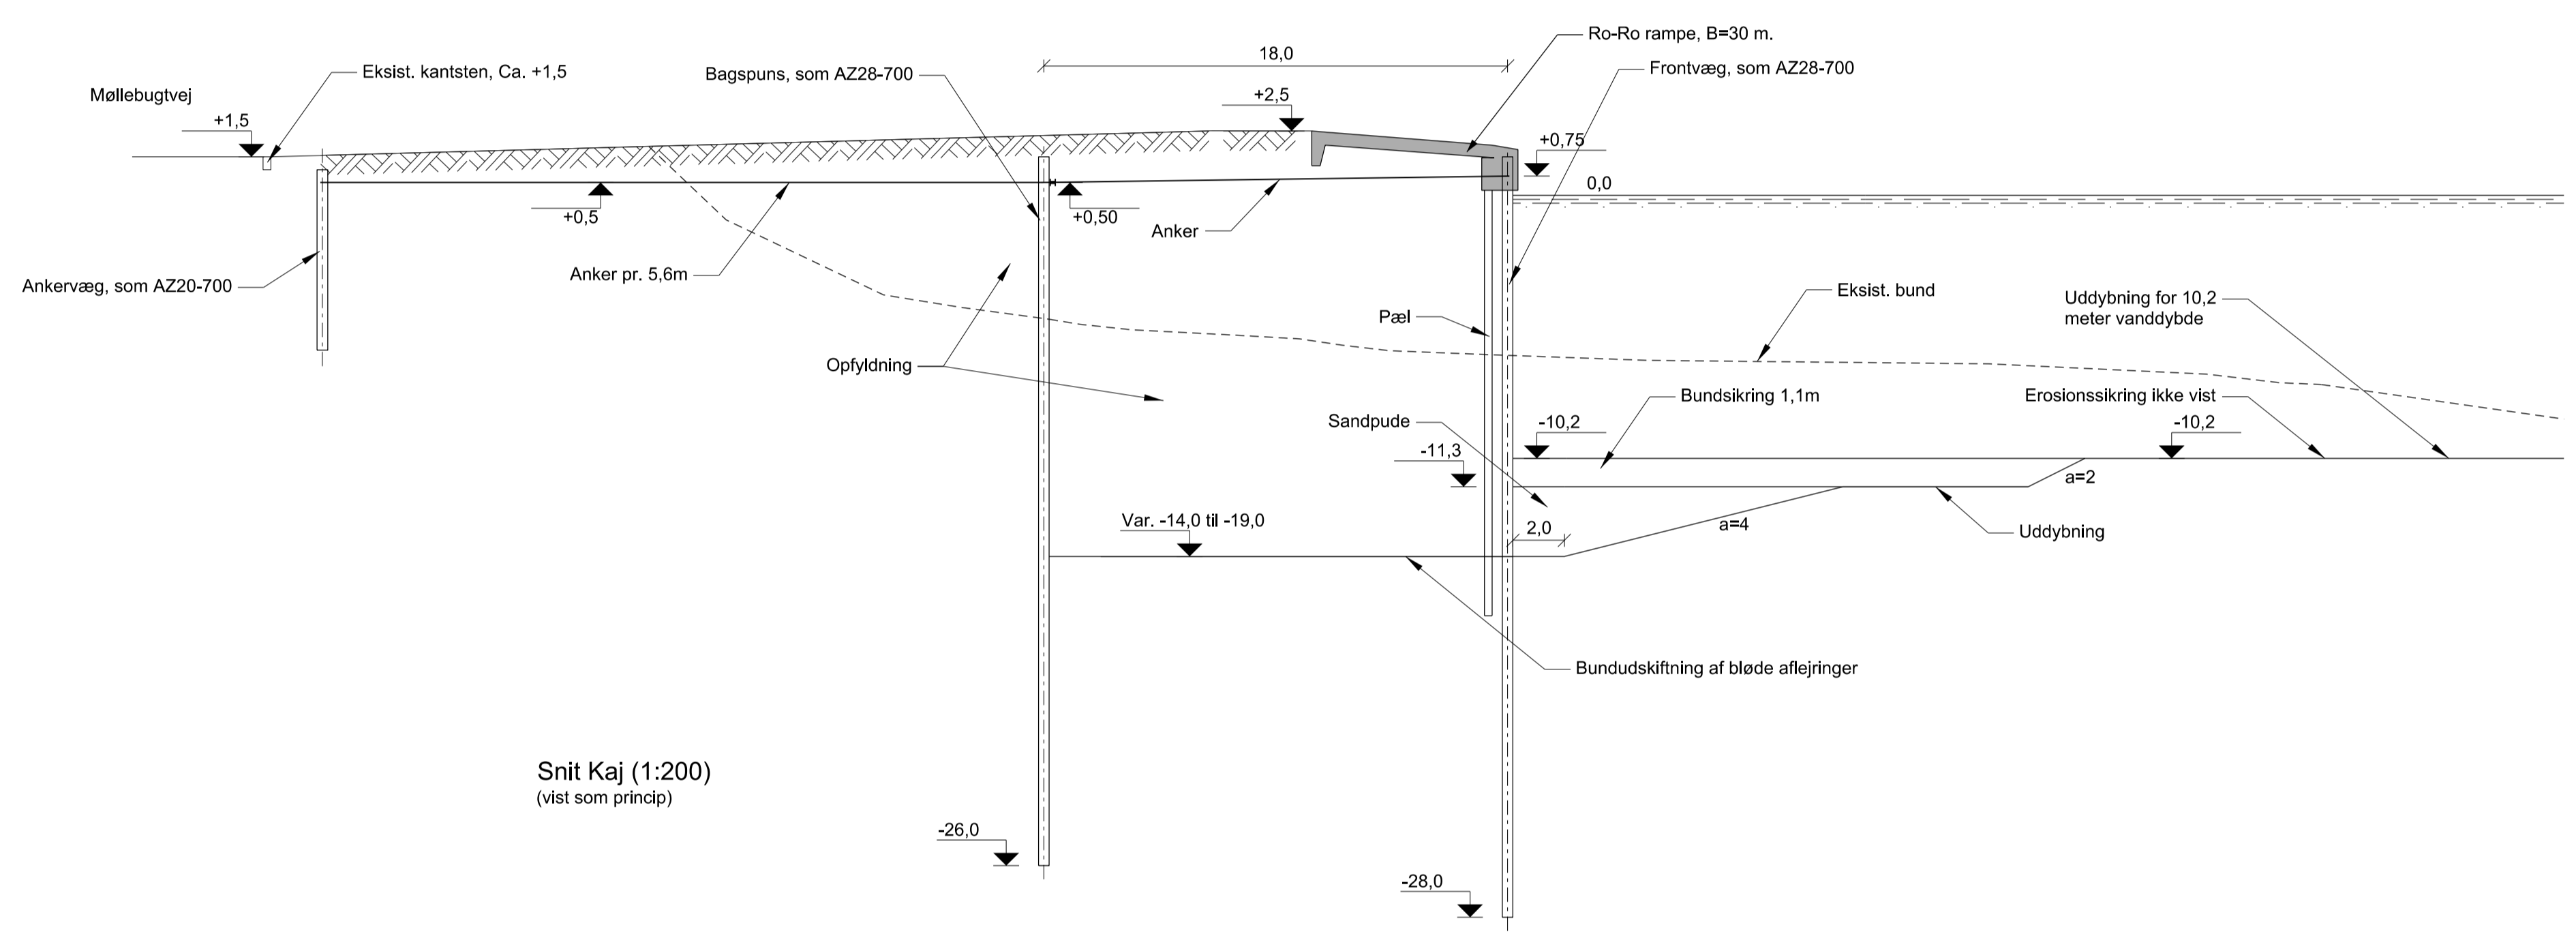 Ro-Ro rampe, B=30 m.
18,0
Eksist. kantsten, Ca. +1,5
Bagspuns, som AZ28-700
Frontvæg, som AZ28-700
Møllebugtvej
+2,5
+1,5
+0,75
0,0
+0,5
+0,50
Anker
Anker pr. 5,6m
Ankervæg, som AZ20-700
Eksist. bund
Uddybning for 10,2
meter vanddybde
Pæl
Opfyldning
Bundsikring 1,1m
Erosionssikring ikke vist
Sandpude
-10,2
-10,2
-11,3
a=2
Var. -14,0 til -19,0
2,0
a=4
Uddybning
Bundudskiftning af bløde aflejringer
Snit Kaj (1:200)
(vist som princip)
-26,0
-28,0